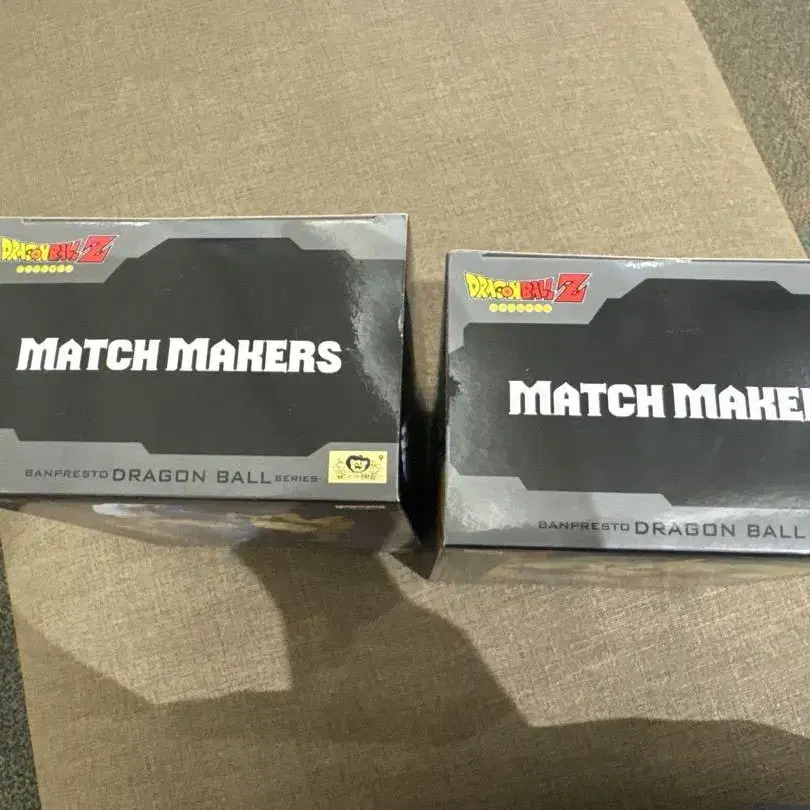 DRAGON BALL Z
MATCH MAKERS
BANPRESTO DRAGON BALL SERIES
DRAGON BALL Z
MATCH MAKE
BANPRESTO DRAGON BALL